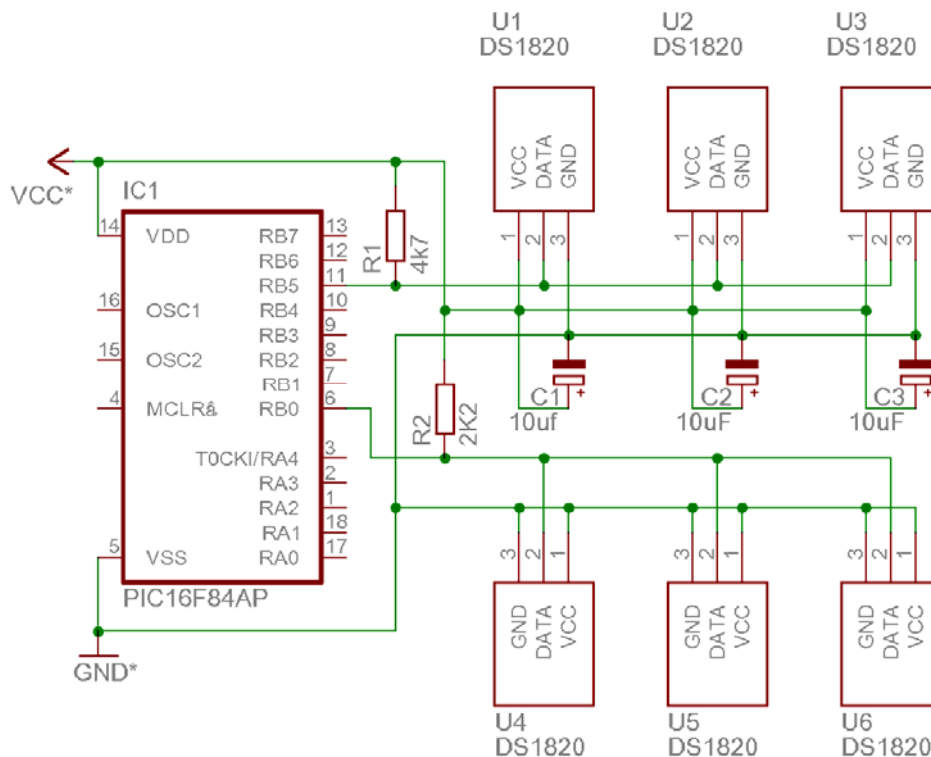 U1
DS1820
U2
DS1820
U3
DS1820
VCC
DATA
GND
VCC
DATA
GND
VCC
DATA
GND
1
2
3
1
2
3
1
2
3
VCC*
IC1
14
VDD
RB7
13
RB6
12
RB5
11
16
OSC1
RB4
10
RB3
9
15
OSC2
RB2
8
RB1
7
4
MCLRâ
RB0
6
T0CKI/RA4
3
RA3
2
RA2
1
RA1
18
5
VSS
RA0
17
PIC16F84AP
GND*
R1
4k7
R2
2K2
+
C1
10uf
+
C2
10uF
+
C3
10uF
3
2
1
3
2
1
3
2
1
GND
DATA
VCC
GND
DATA
VCC
GND
DATA
VCC
U4
DS1820
U5
DS1820
U6
DS1820